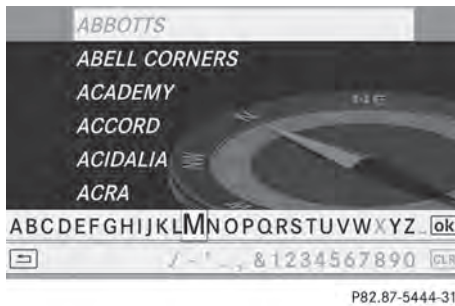 ABBOTTS
ABELL CORNERS
ACADEMY
ACCORD
ACIDALIA
ACRA
ABCDEFGHIJKLMNOPQRSTUVWXYZ_ ok
/ - ' _ , & 1234567890 CLR
P82.87-5444-31